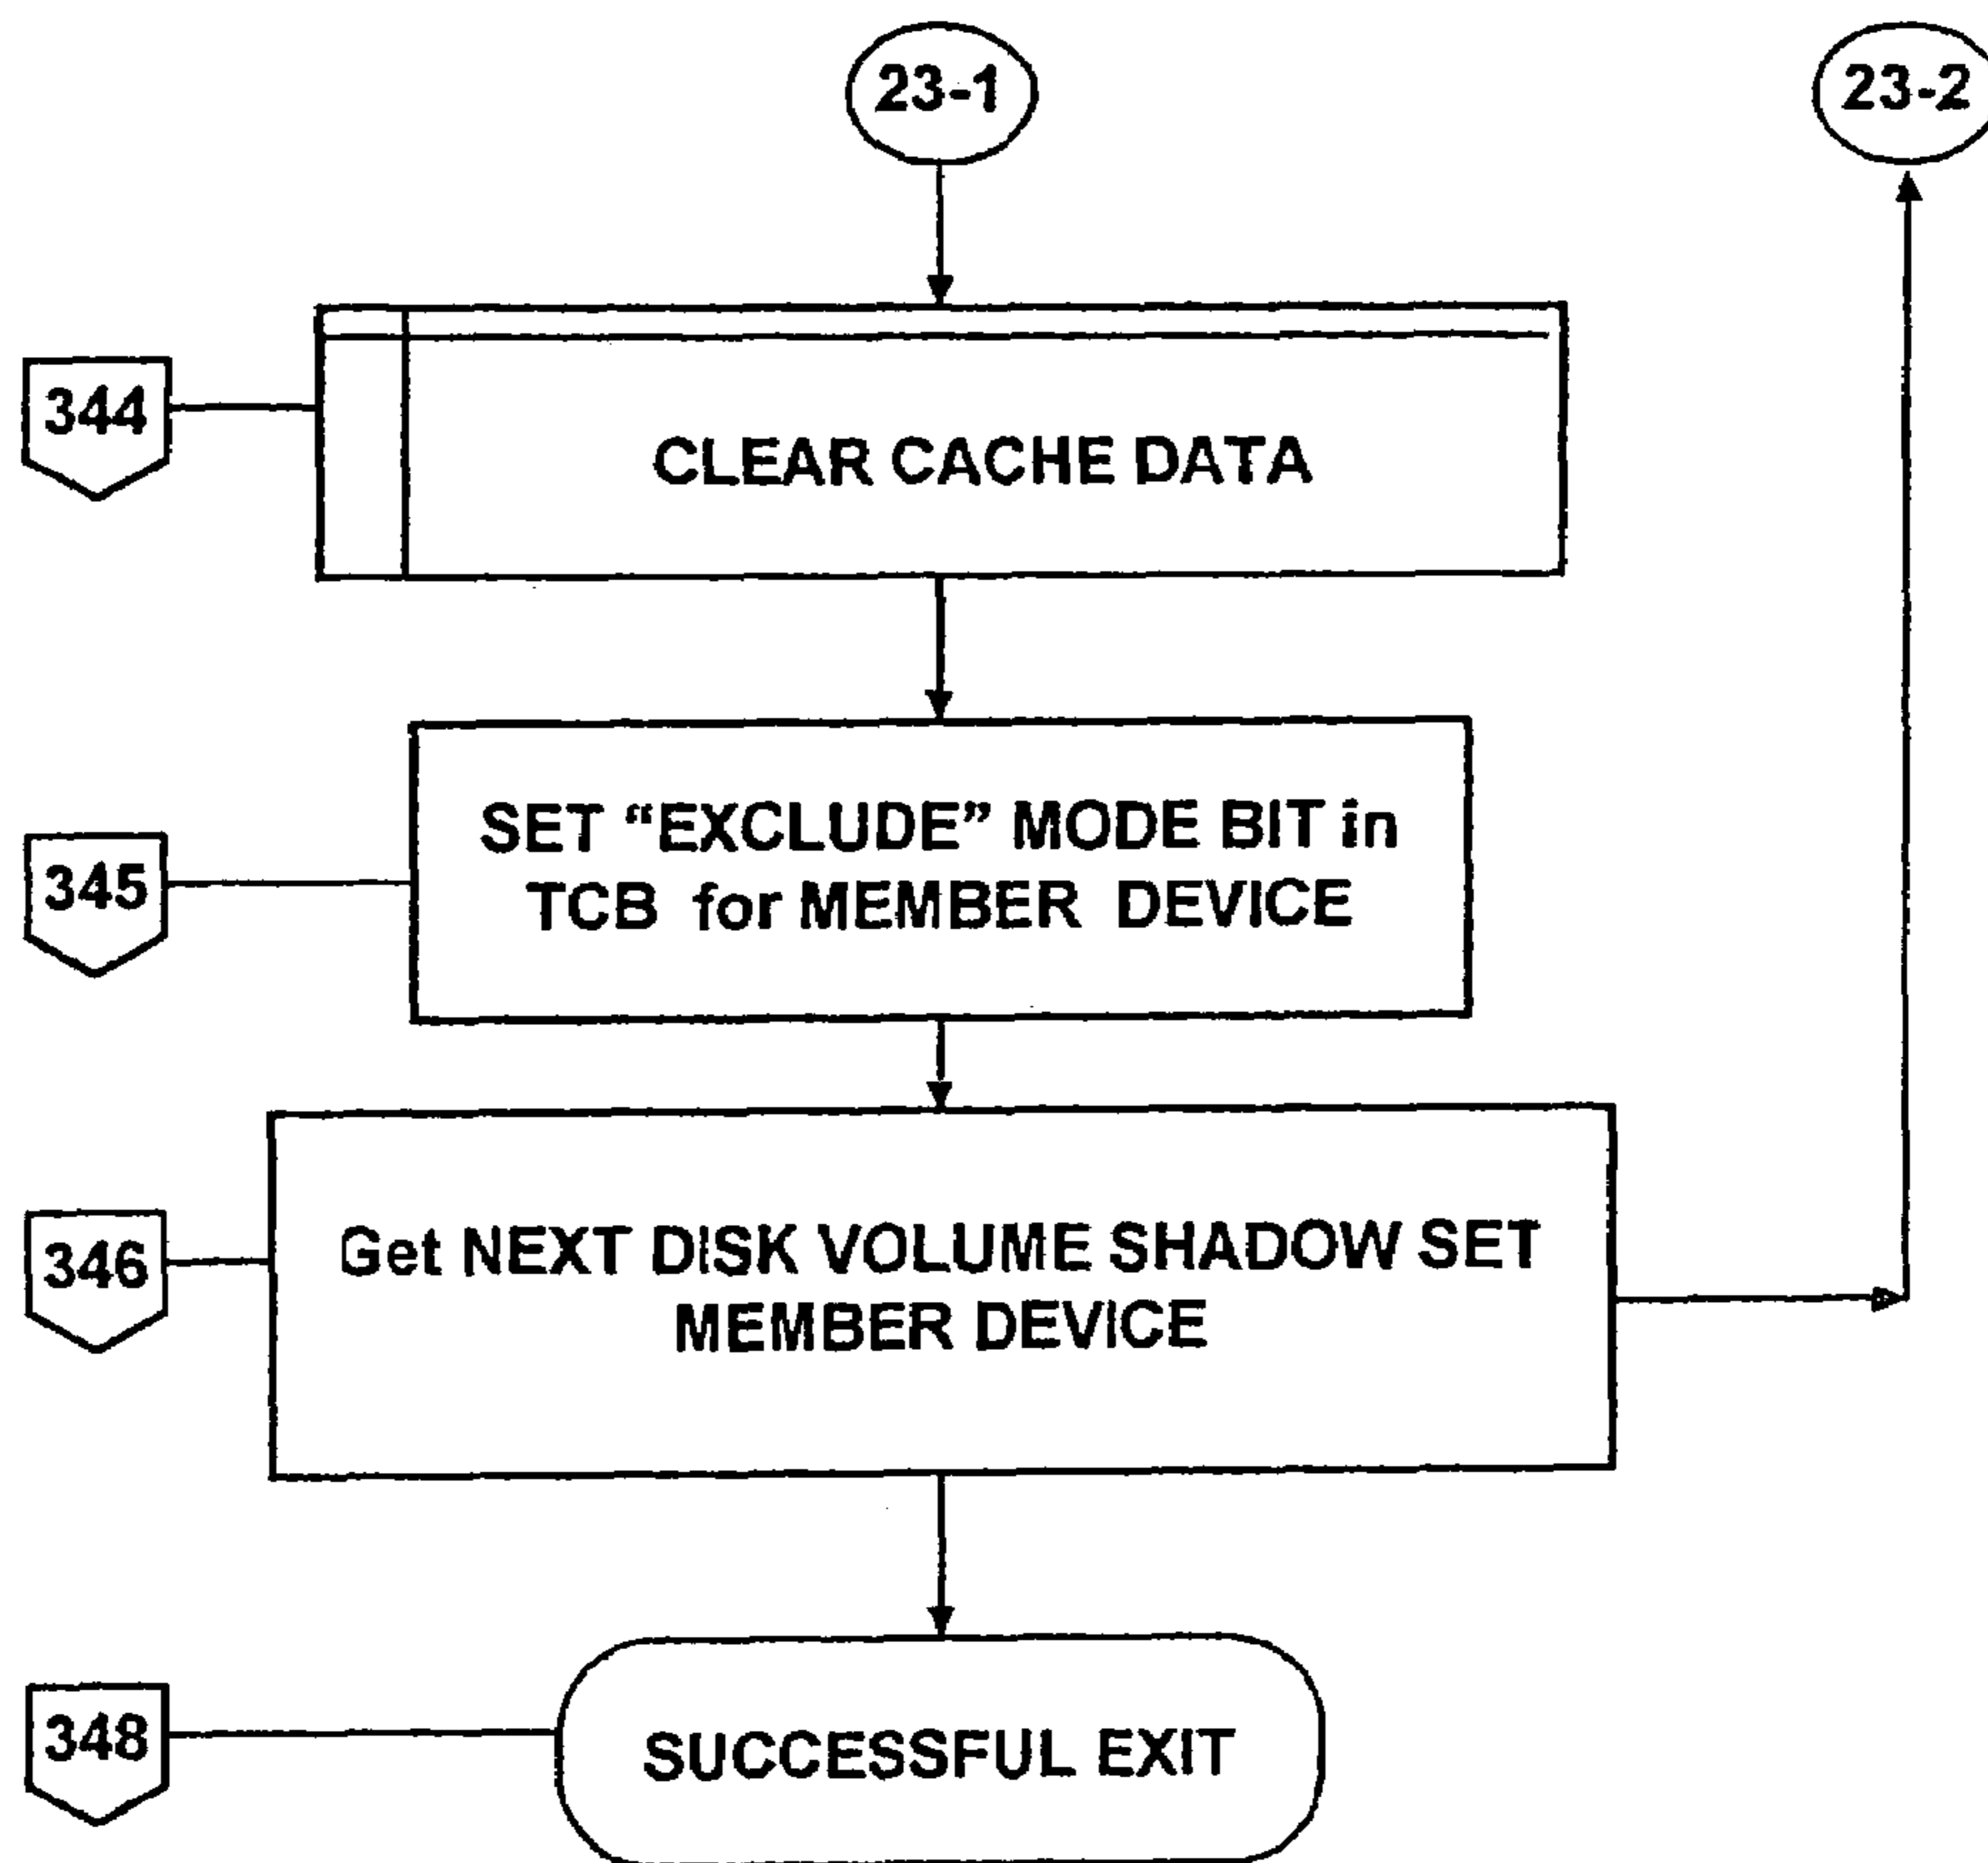 23-1
23-2
344
CLEAR CACHE DATA
345
SET “EXCLUDE” MODE BIT in
TCB for MEMBER DEVICE
346
Get NEXT DISK VOLUME SHADOW SET
MEMBER DEVICE
348
SUCCESSFUL EXIT